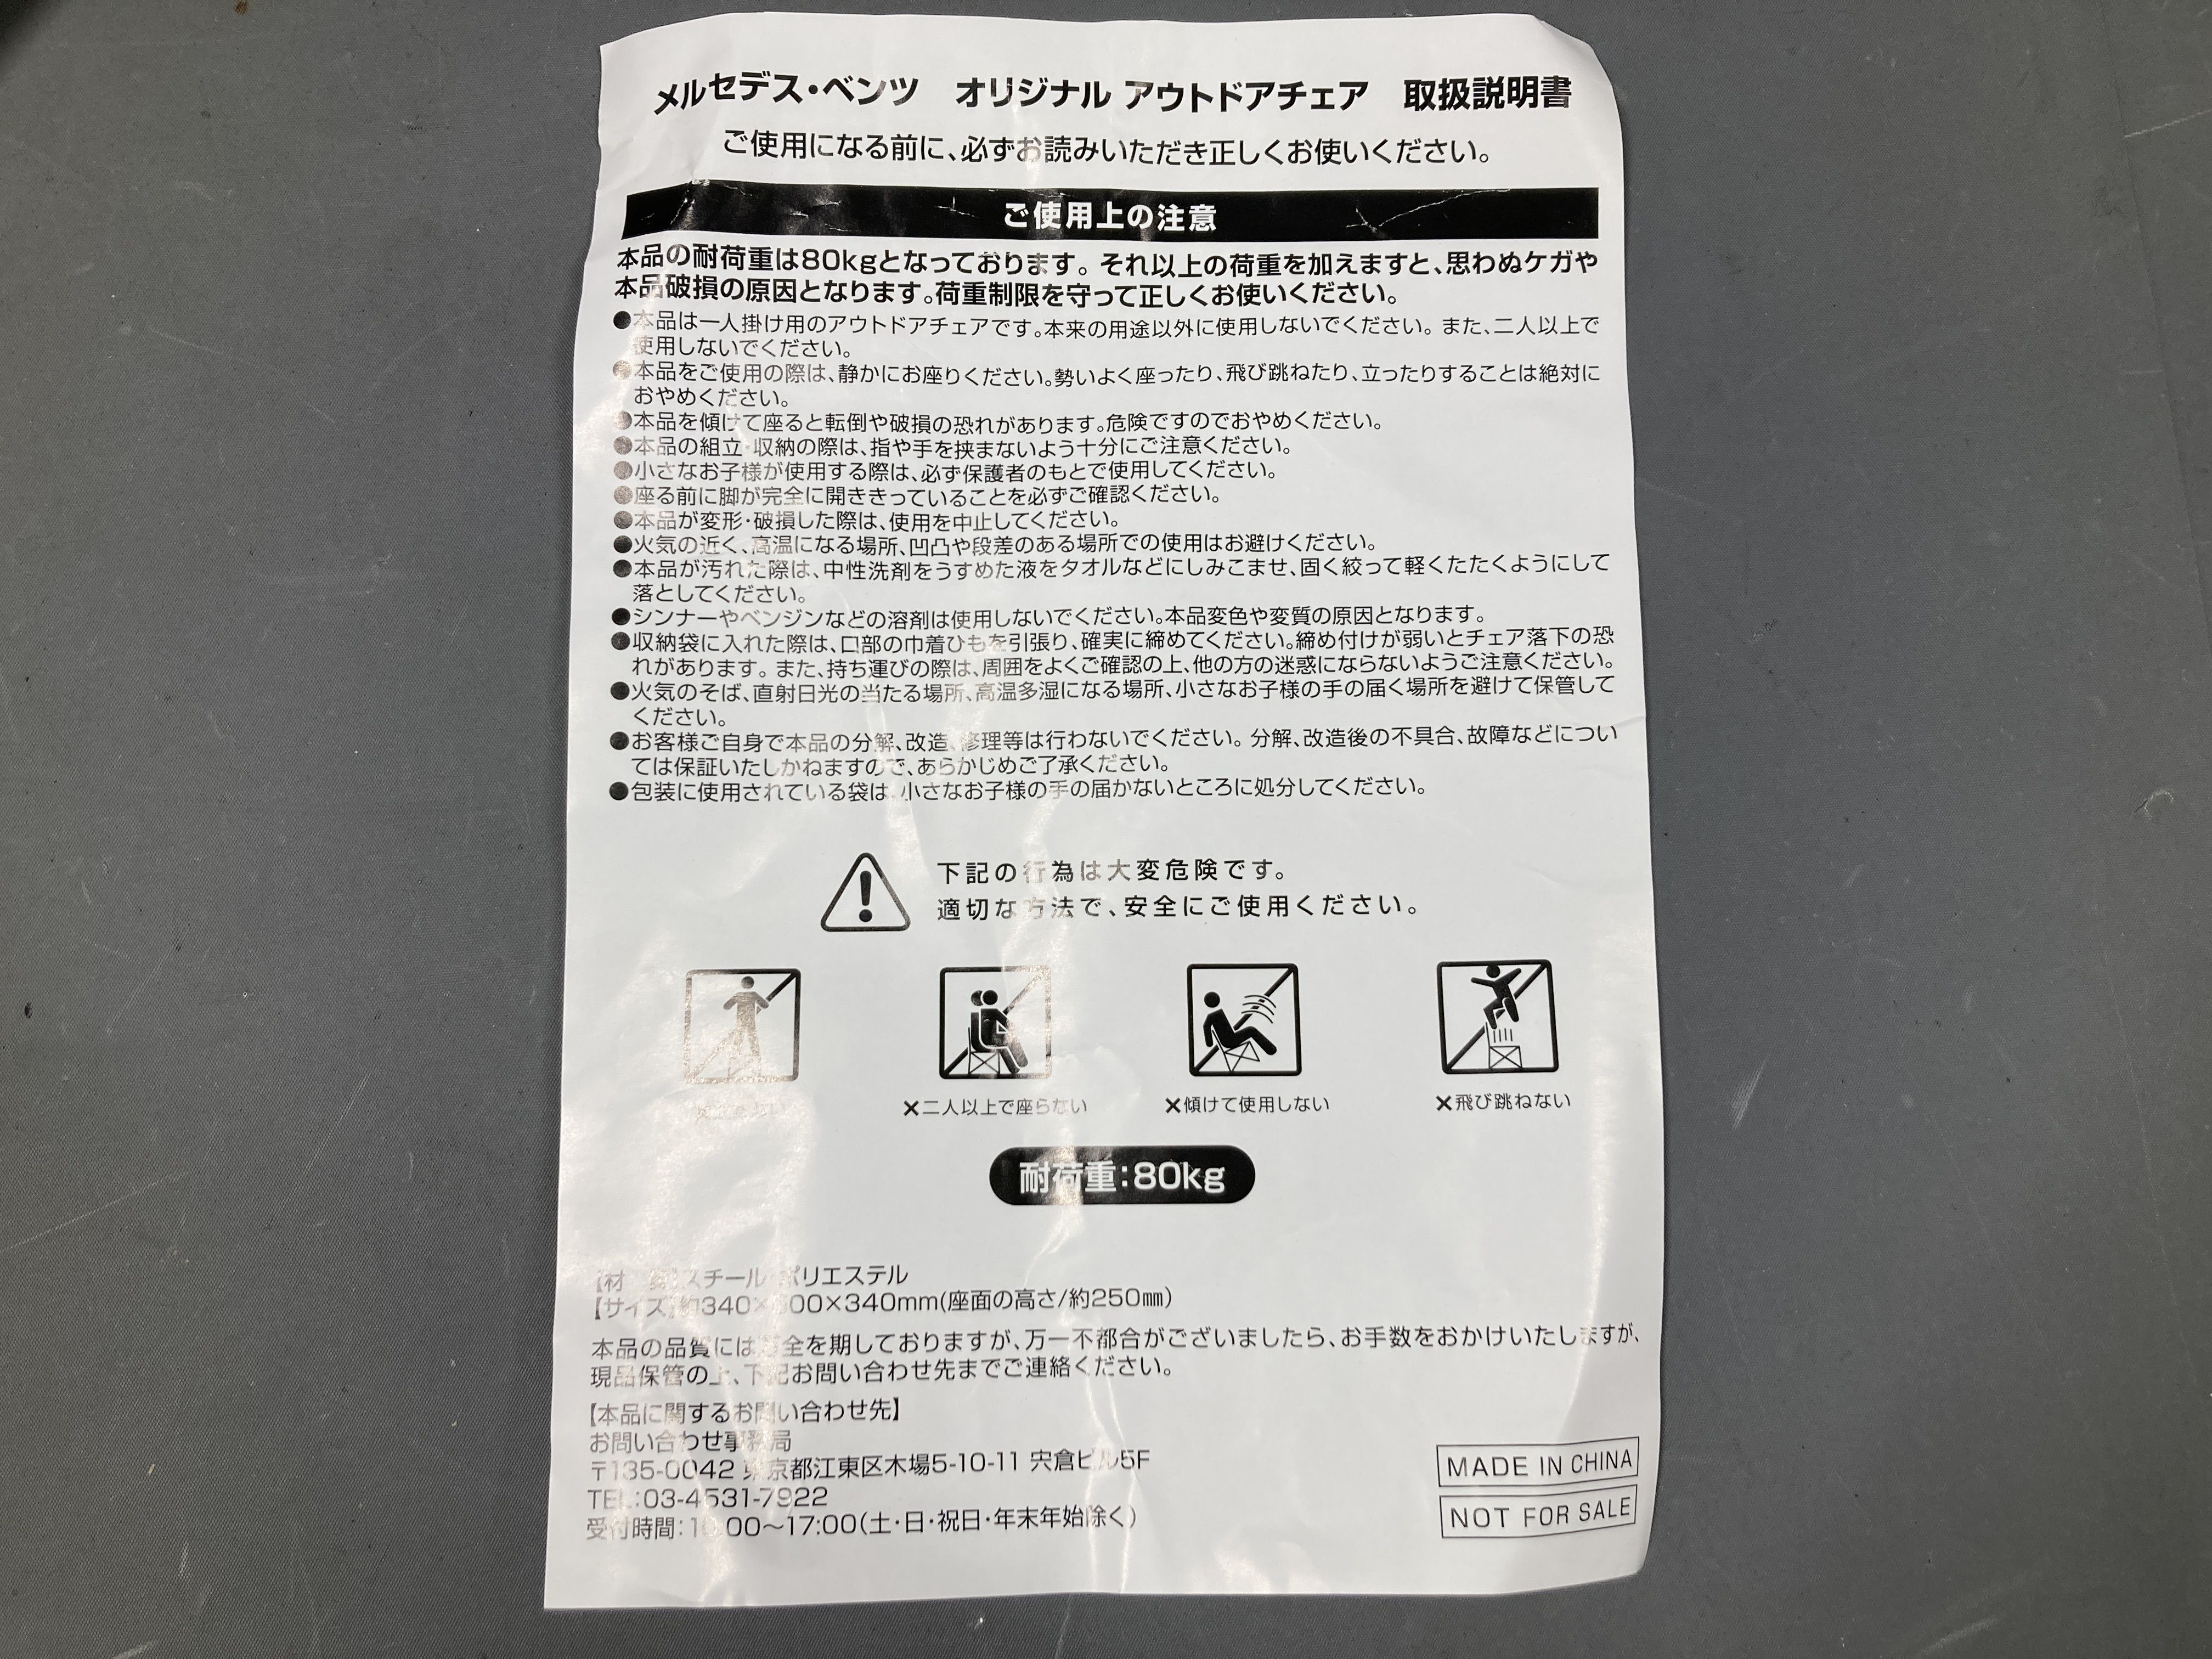 メルセデス・ベンツ オリジナル アウトドアチェア 取扱説明書
ご使用になる前に、必ずお読みいただき正しくお使いください。
ご使用上の注意
本品の耐荷重は80kgとなっております。それ以上の荷重を加えますと、思わぬケガや
本品破損の原因となります。荷重制限を守って正しくお使いください。
●本品は一人掛け用のアウトドアチェアです。本来の用途以外に使用しないでください。また、二人以上で
使用しないでください。
●本品をご使用の際は、静かにお座りください。勢いよく座ったり、飛び跳ねたり、立ったりすることは絶対に
おやめください。
●本品を傾けて座ると転倒や破損の恐れがあります。危険ですのでおやめください。
●本品の組立・収納の際は、指や手を挟まないよう十分にご注意ください。
●小さなお子様が使用する際は、必ず保護者のもとで使用してください。
●座る前に脚が完全に開ききっていることを必ずご確認ください。
●本品が変形・破損した際は、使用を中止してください。
●火気の近く、高温になる場所、凹凸や段差のある場所での使用はお避けください。
●本品が汚れた際は、中性洗剤をうすめた液をタオルなどにしみこませ、固く絞って軽くたたくようにして
落としてください。
●シンナーやベンジンなどの溶剤は使用しないでください。本品変色や変質の原因となります。
●収納袋に入れた際は、口部の巾着ひもを引張り、確実に締めてください。締め付けが弱いとチェア落下の恐
れがあります。また、持ち運びの際は、周囲をよくご確認の上、他の方の迷惑にならないようご注意ください。
●火気のそば、直射日光の当たる場所、高温多湿になる場所、小さなお子様の手の届く場所を避けて保管して
ください。
●お客様ご自身で本品の分解、改造、修理等は行わないでください。分解、改造後の不具合、故障などについ
ては保証いたしかねますので、あらかじめご了承ください。
●包装に使用されている袋は、小さなお子様の手の届かないところに処分してください。
下記の行為は大変危険です。
適切な方法で、安全にご使用ください。
×二人以上で座らない
×傾けて使用しない
×飛び跳ねない
耐荷重:80kg
【材 質】スチール・ポリエステル
【サイズ】約340× ×340mm(座面の高さ/約250㎜)
本品の品質には万全を期しておりますが、万一不都合がございましたら、お手数をおかけいたしますが、
現品保管の上、下記お問い合わせ先までご連絡ください。
【本品に関するお問い合わせ先】
お問い合わせ事務局
〒135-0042 東京都江東区木場5-10-11 宍倉ビル5F
TEL:03-4531-7922
受付時間: ~17:00(土・日・祝日・年末年始除く)
MADE IN CHINA
NOT FOR SALE